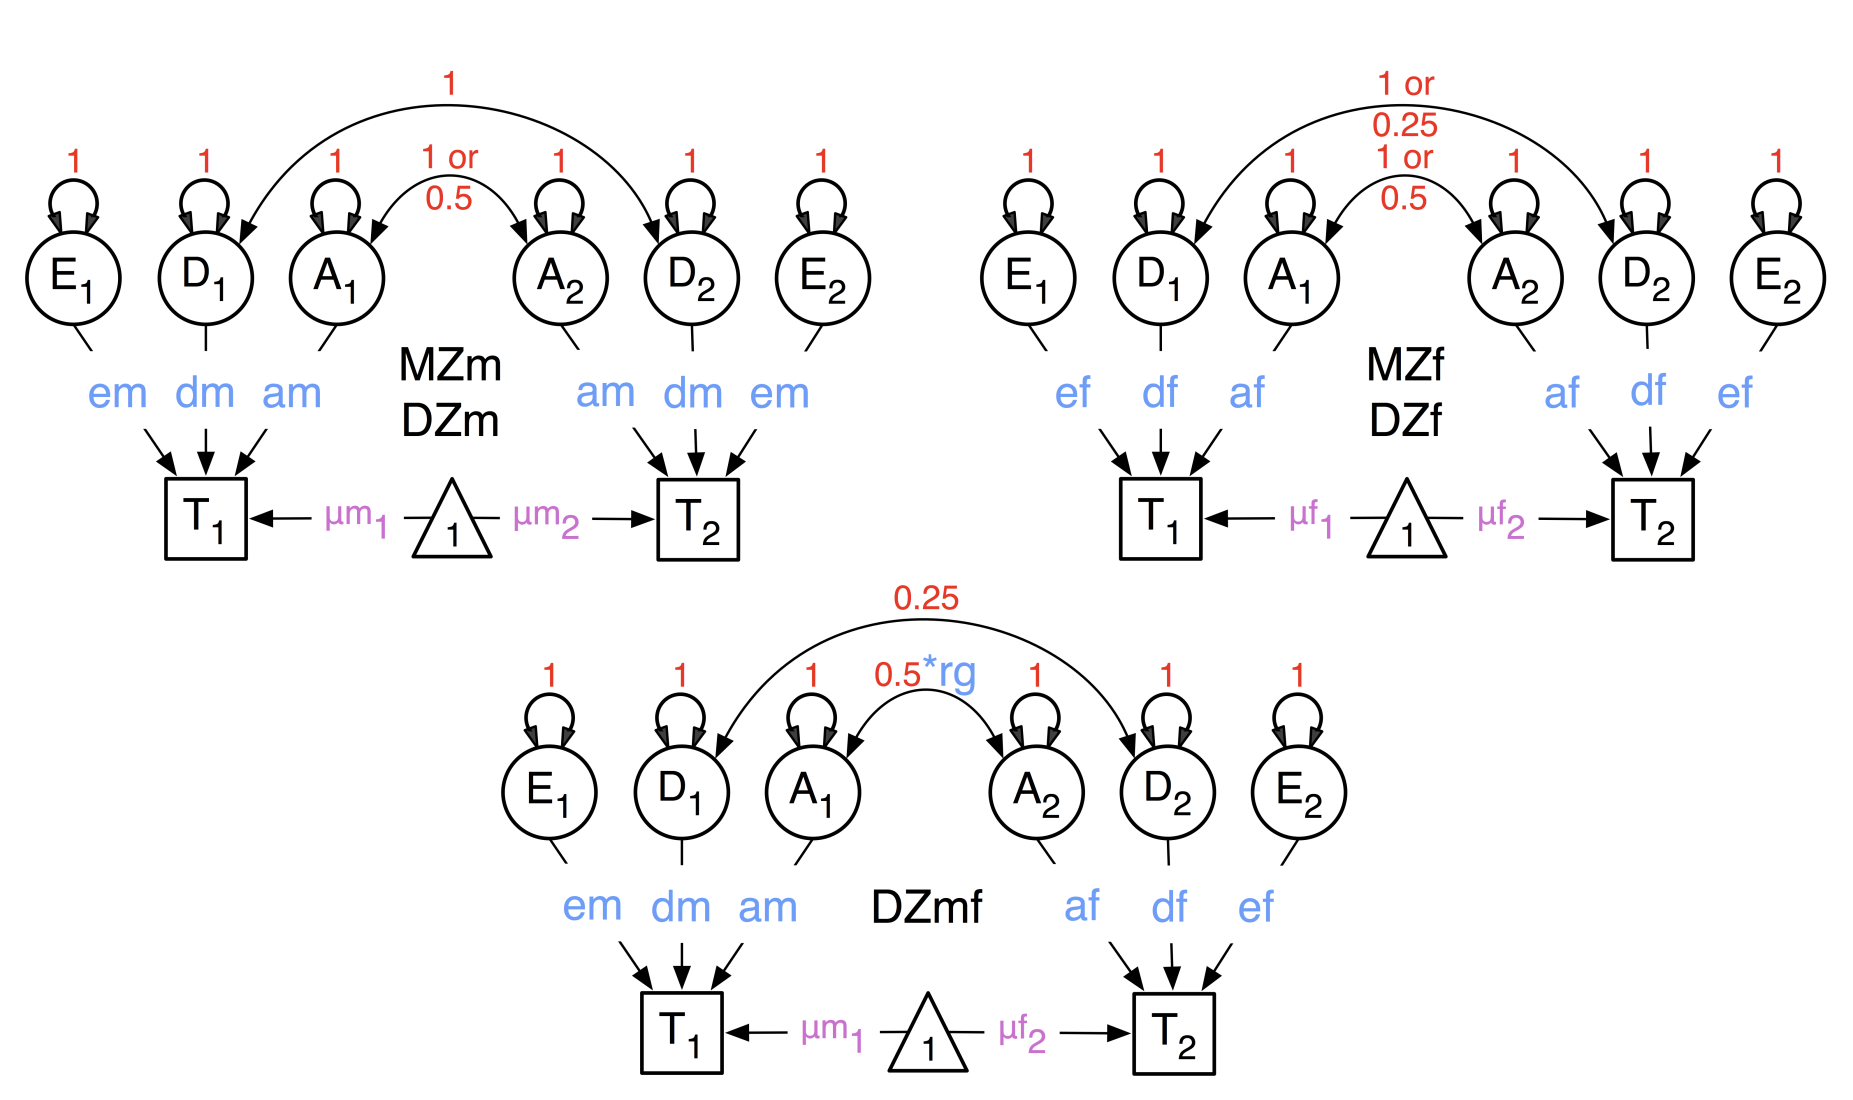 1 1 or
0.25
1 1 1 1 or
0.5 1 1 1 1 1 1 1 or
0.5 1 1 1
E1 D1 A1 A2 D2 E2 E1 D1 A1 A2 D2 E2
MZm
DZm MZf
DZf
em dm am am dm em ef df af af df ef
T1 µm1 1 µm2 T2 T1 µf1 1 µf2 T2
0.25
1 1 1 0.5*rg 1 1 1
E1 D1 A1 A2 D2 E2
em dm am DZmf af df ef
T1 µm1 1 µf2 T2